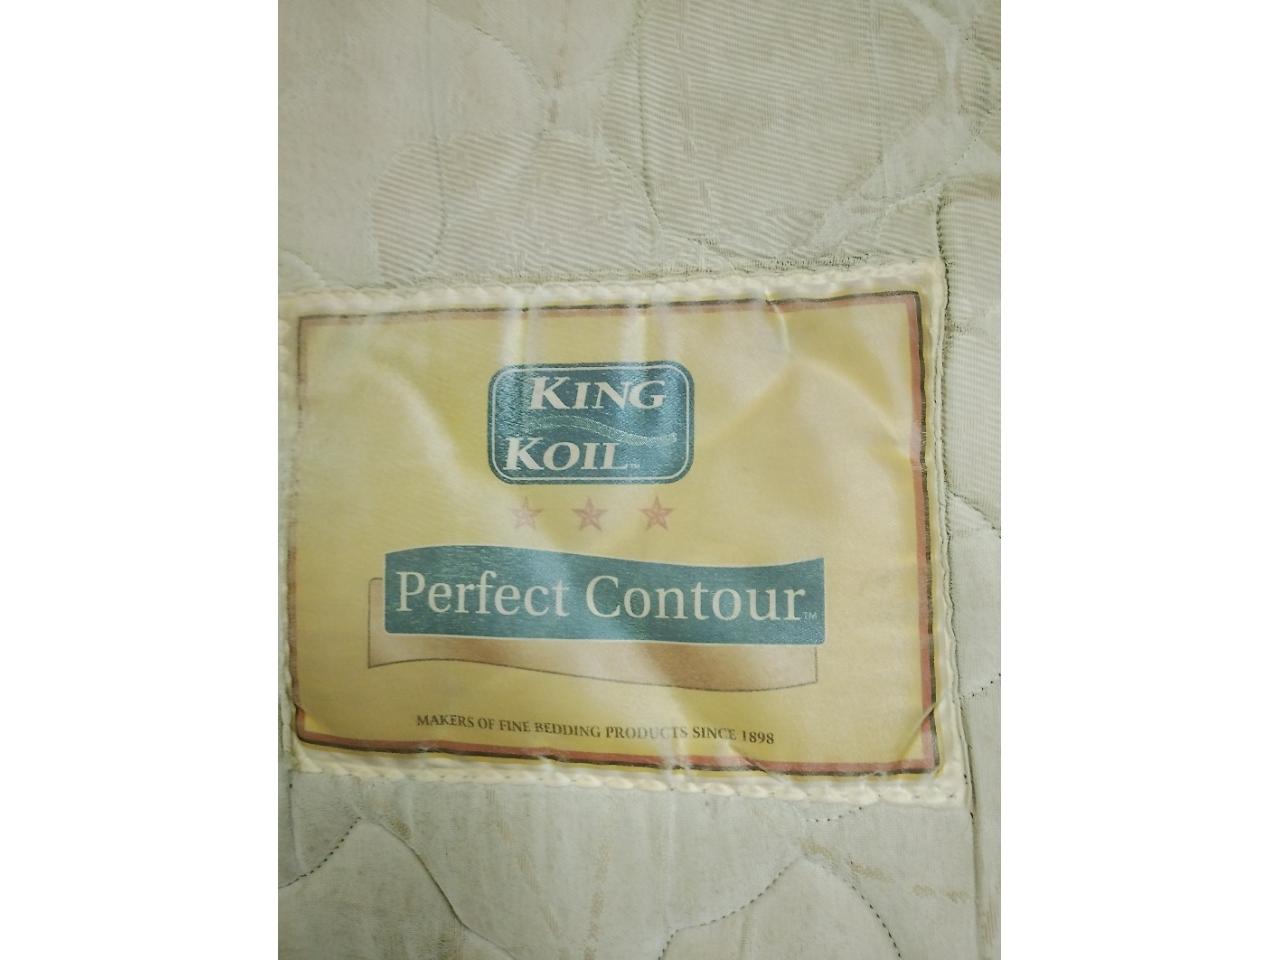 KING
KOIL™
Perfect Contour™
MAKERS OF FINE BEDDING PRODUCTS SINCE 1898